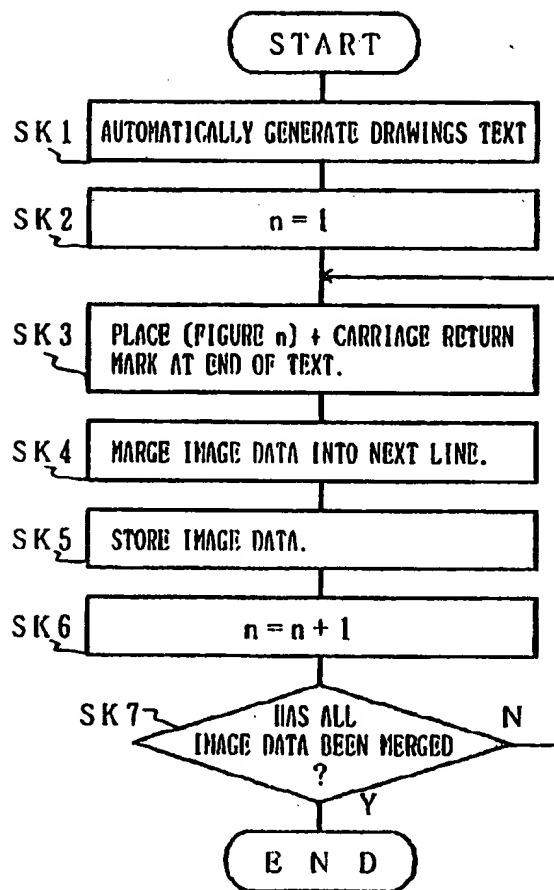 START
SK1
AUTOMATICALLY GENERATE DRAWINGS TEXT
SK2
n = 1
SK3
PLACE (FIGURE n) + CARRIAGE RETURN
MARK AT END OF TEXT.
SK4
MARGE IMAGE DATA INTO NEXT LINE.
SK5
STORE IMAGE DATA.
SK6
n = n + 1
SK7
HAS ALL
IMAGE DATA BEEN MERGED
?
N
Y
END